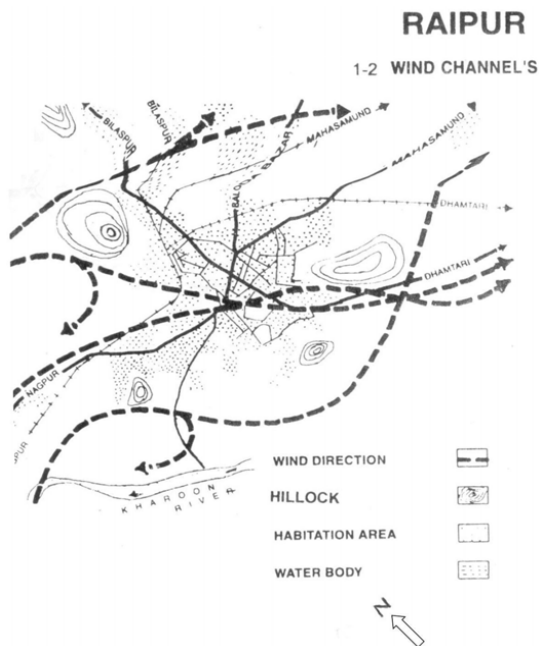 RAIPUR
1-2 WIND CHANNEL'S
BILASPUR
BILASPUR
MAHASAMUND
BAZAR
MAHASAMUND
DHAMTARI
DHAMTARI
NAGPUR
KHAROON
RIVER
WIND DIRECTION
HILLOCK
HABITATION AREA
WATER BODY
N